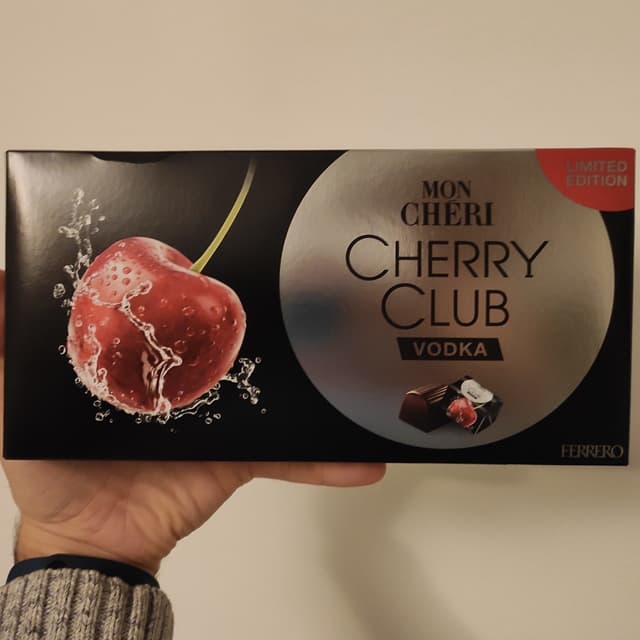 LIMITED
EDITION
MON
CHÉRI
CHERRY
CLUB
VODKA
FERRERO